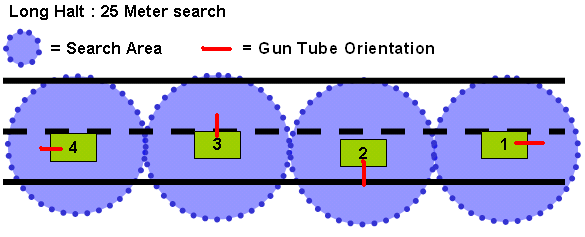 Long Halt : 25 Meter search
= Search Area = Gun Tube Orientation
4 3 2 1